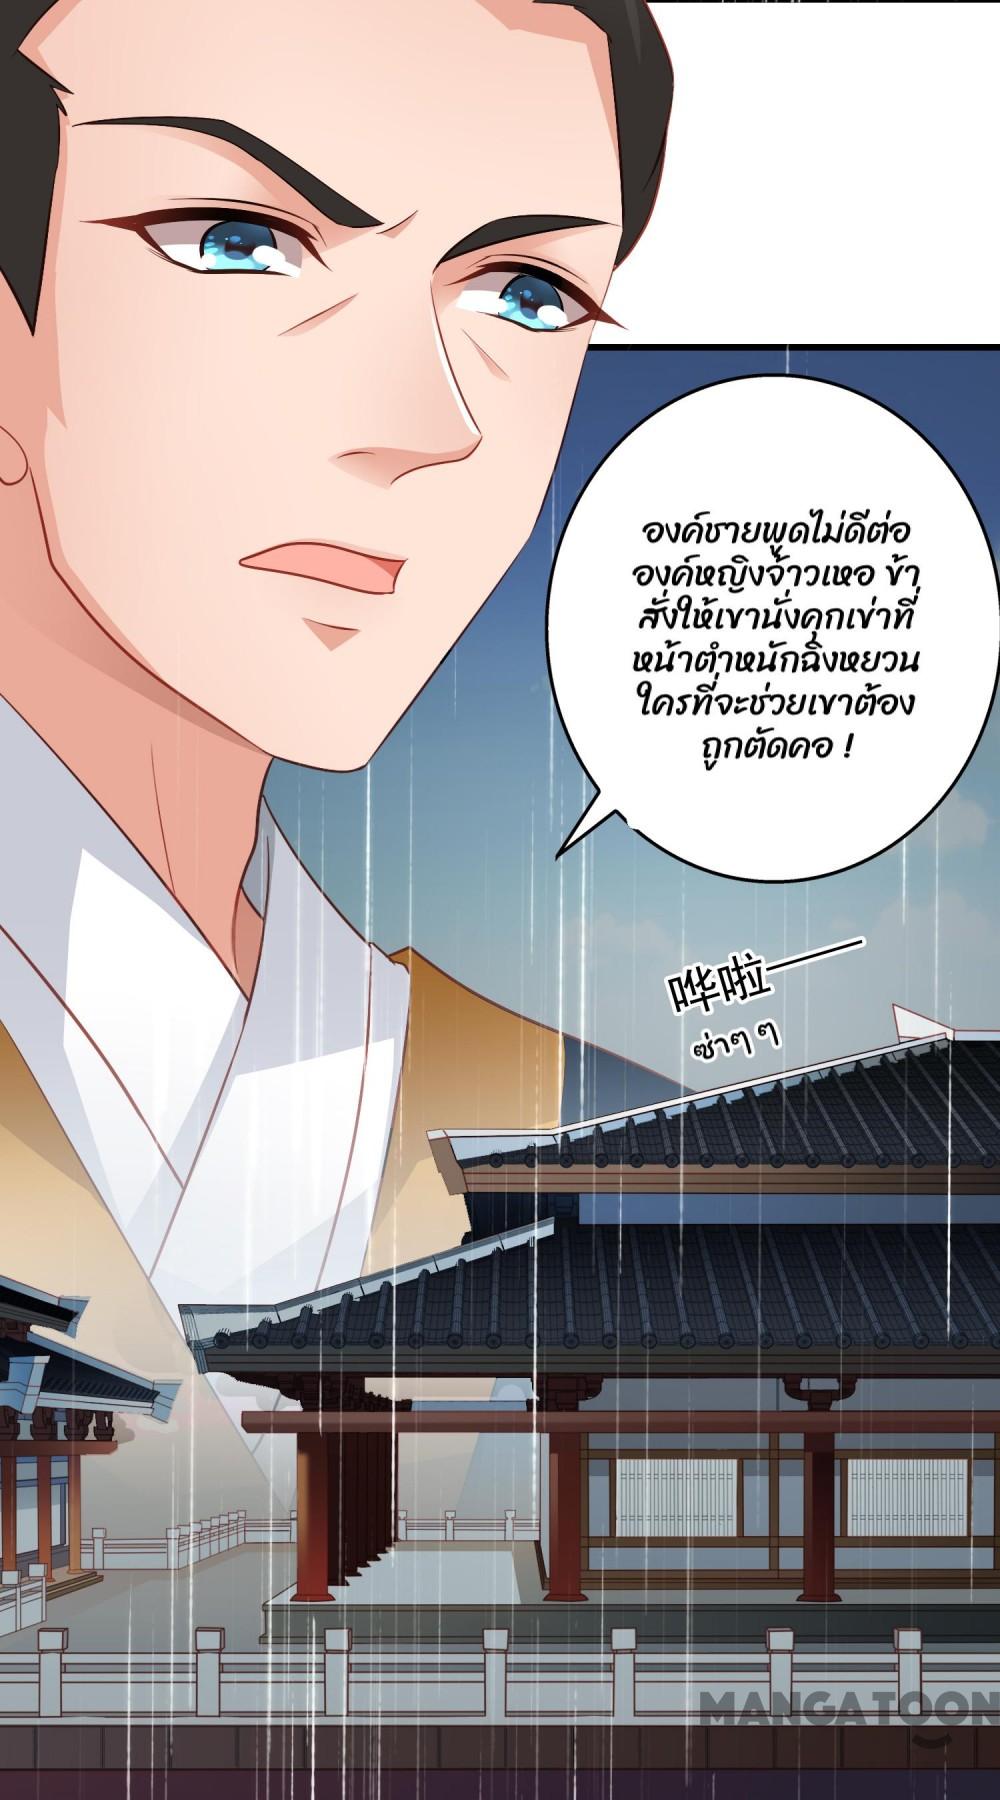 องค์ชายพูดไม่ดีต่อ
องค์หญิงจ้าวเหอ ข้า
สั่งให้เขานั่งคุกเข่าที่
หน้าตำหนักฉิงหยวน
ใครที่จะช่วยเขาต้อง
ถูกตัดคอ !
哗啦——
ซ่าๆ ๆ
MANGATOON